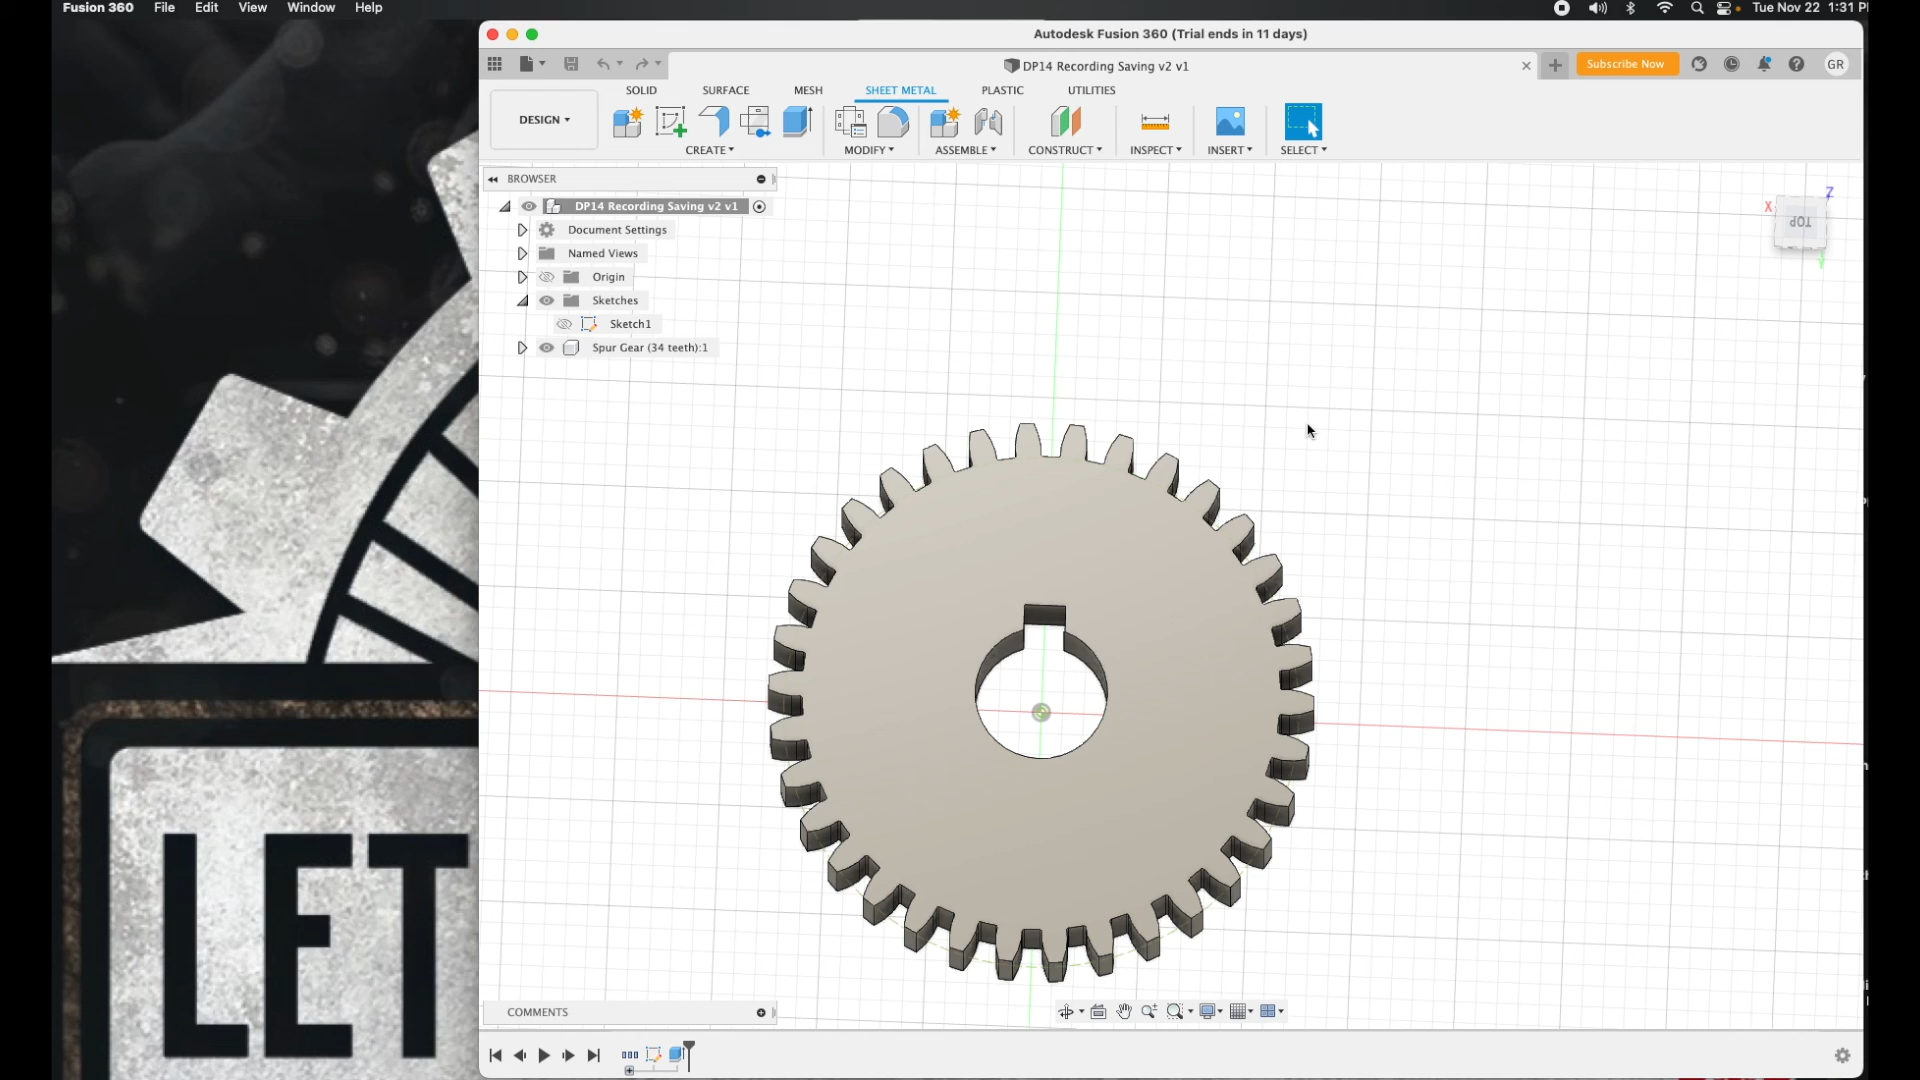 Fusion 360 File Edit View Window Help Tue Nov 22 1:31 P
Autodesk Fusion 360 (Trial ends in 11 days)
DP14 Recording Saving v2 v1
Subscribe Now
GR
SOLID SURFACE MESH SHEET METAL PLASTIC UTILITIES
DESIGN
CREATE MODIFY ASSEMBLE CONSTRUCT INSPECT INSERT SELECT
BROWSER
DP14 Recording Saving v2 v1
Document Settings
Named Views
Origin
Sketches
Sketch1
Spur Gear (34 teeth):1
Z
X
TOP
Y
LET
COMMENTS